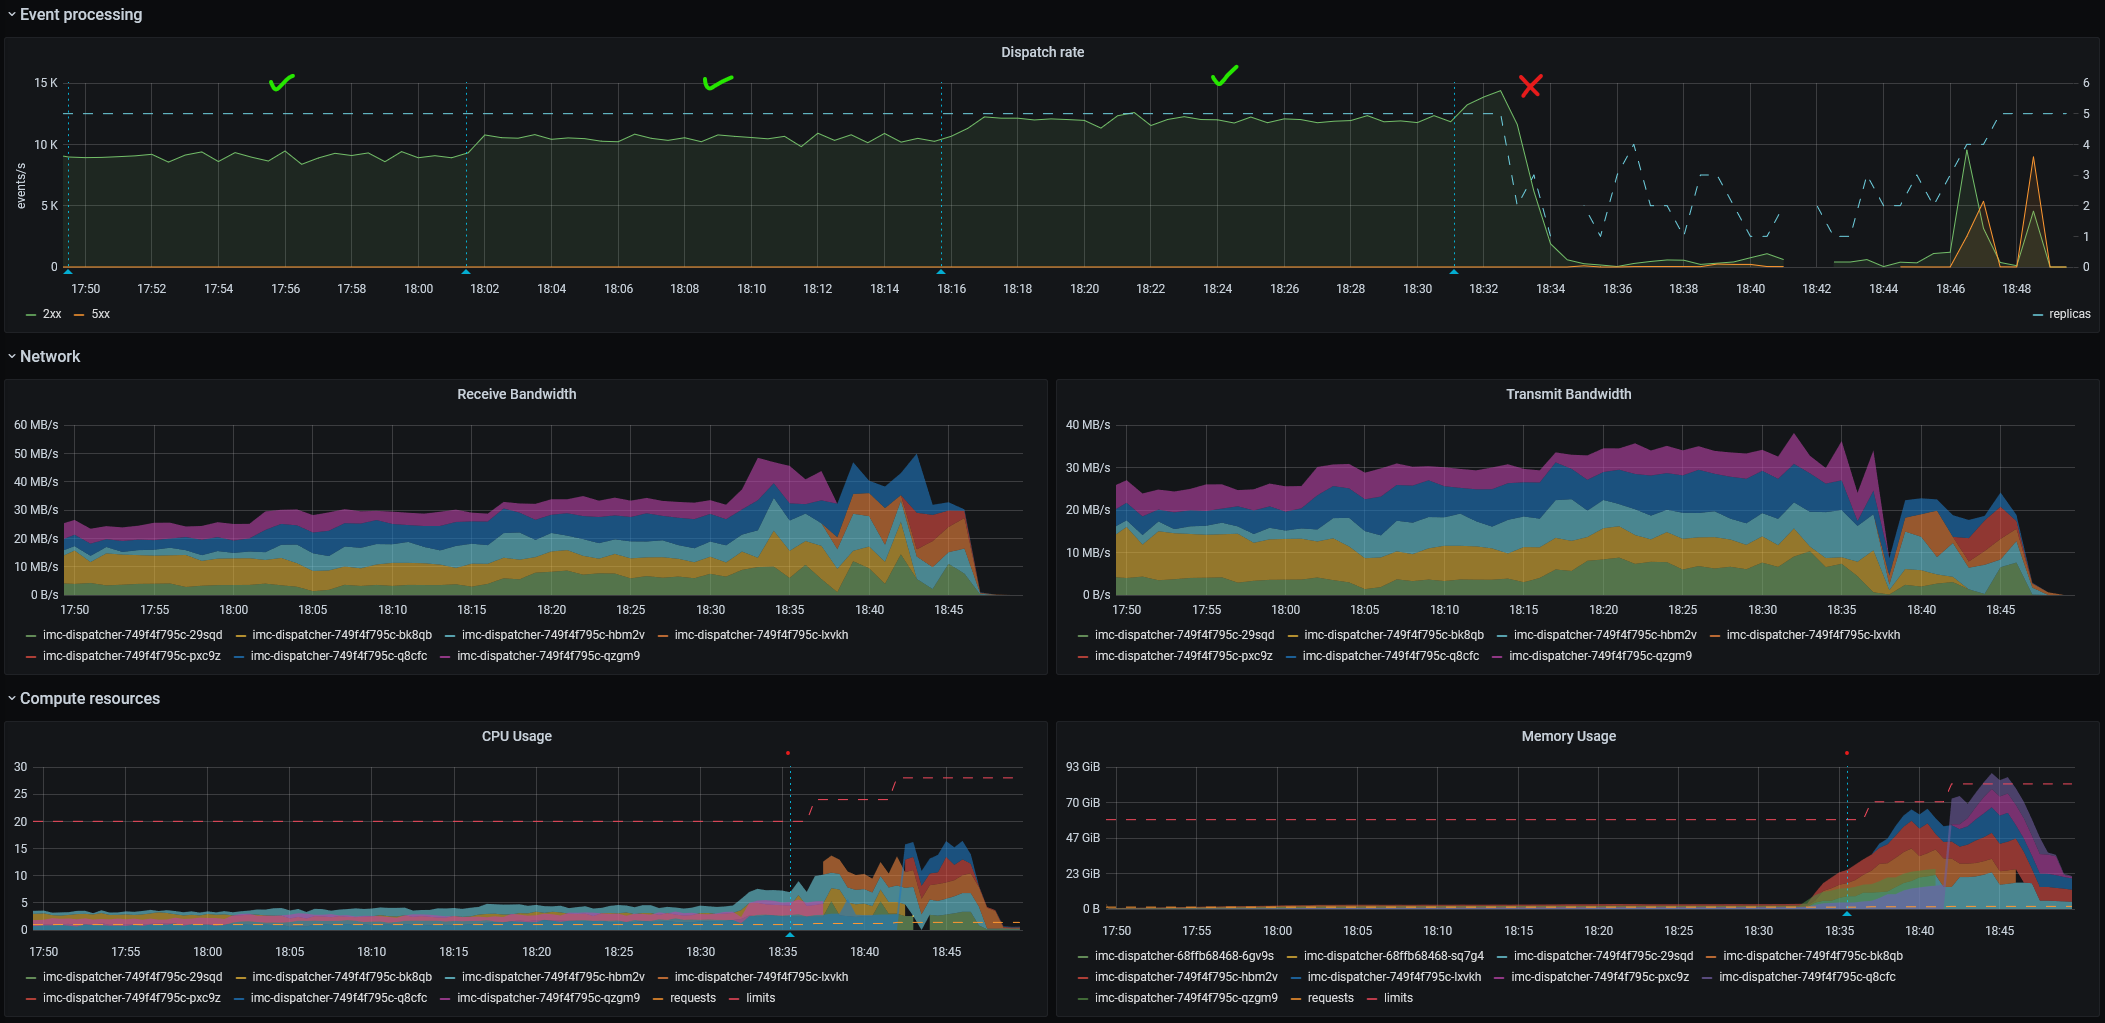 Event processing
Dispatch rate
15 K
10 K
5 K
0
events/s
6
5
4
3
2
1
0
17:50 17:52 17:54 17:56 17:58 18:00 18:02 18:04 18:06 18:08 18:10 18:12 18:14 18:16 18:18 18:20 18:22 18:24 18:26 18:28 18:30 18:32 18:34 18:36 18:38 18:40 18:42 18:44 18:46 18:48
2xx 5xx replicas
Network
Receive Bandwidth
60 MB/s
50 MB/s
40 MB/s
30 MB/s
20 MB/s
10 MB/s
0 B/s
17:50 17:55 18:00 18:05 18:10 18:15 18:20 18:25 18:30 18:35 18:40 18:45
imc-dispatcher-749f4f795c-29sqd imc-dispatcher-749f4f795c-bk8qb imc-dispatcher-749f4f795c-hbm2v imc-dispatcher-749f4f795c-lxvkh
imc-dispatcher-749f4f795c-pxc9z imc-dispatcher-749f4f795c-q8cfc imc-dispatcher-749f4f795c-qzgm9
Transmit Bandwidth
40 MB/s
30 MB/s
20 MB/s
10 MB/s
0 B/s
17:50 17:55 18:00 18:05 18:10 18:15 18:20 18:25 18:30 18:35 18:40 18:45
imc-dispatcher-749f4f795c-29sqd imc-dispatcher-749f4f795c-bk8qb imc-dispatcher-749f4f795c-hbm2v imc-dispatcher-749f4f795c-lxvkh
imc-dispatcher-749f4f795c-pxc9z imc-dispatcher-749f4f795c-q8cfc imc-dispatcher-749f4f795c-qzgm9
Compute resources
CPU Usage
30
25
20
15
10
5
0
17:50 17:55 18:00 18:05 18:10 18:15 18:20 18:25 18:30 18:35 18:40 18:45
imc-dispatcher-749f4f795c-29sqd imc-dispatcher-749f4f795c-bk8qb imc-dispatcher-749f4f795c-hbm2v imc-dispatcher-749f4f795c-lxvkh
imc-dispatcher-749f4f795c-pxc9z imc-dispatcher-749f4f795c-q8cfc imc-dispatcher-749f4f795c-qzgm9 requests limits
Memory Usage
93 GiB
70 GiB
47 GiB
23 GiB
0 B
17:50 17:55 18:00 18:05 18:10 18:15 18:20 18:25 18:30 18:35 18:40 18:45
imc-dispatcher-68ffb68468-6gv9s imc-dispatcher-68ffb68468-sq7g4 imc-dispatcher-749f4f795c-29sqd imc-dispatcher-749f4f795c-bk8qb
imc-dispatcher-749f4f795c-hbm2v imc-dispatcher-749f4f795c-lxvkh imc-dispatcher-749f4f795c-pxc9z imc-dispatcher-749f4f795c-q8cfc
imc-dispatcher-749f4f795c-qzgm9 requests limits